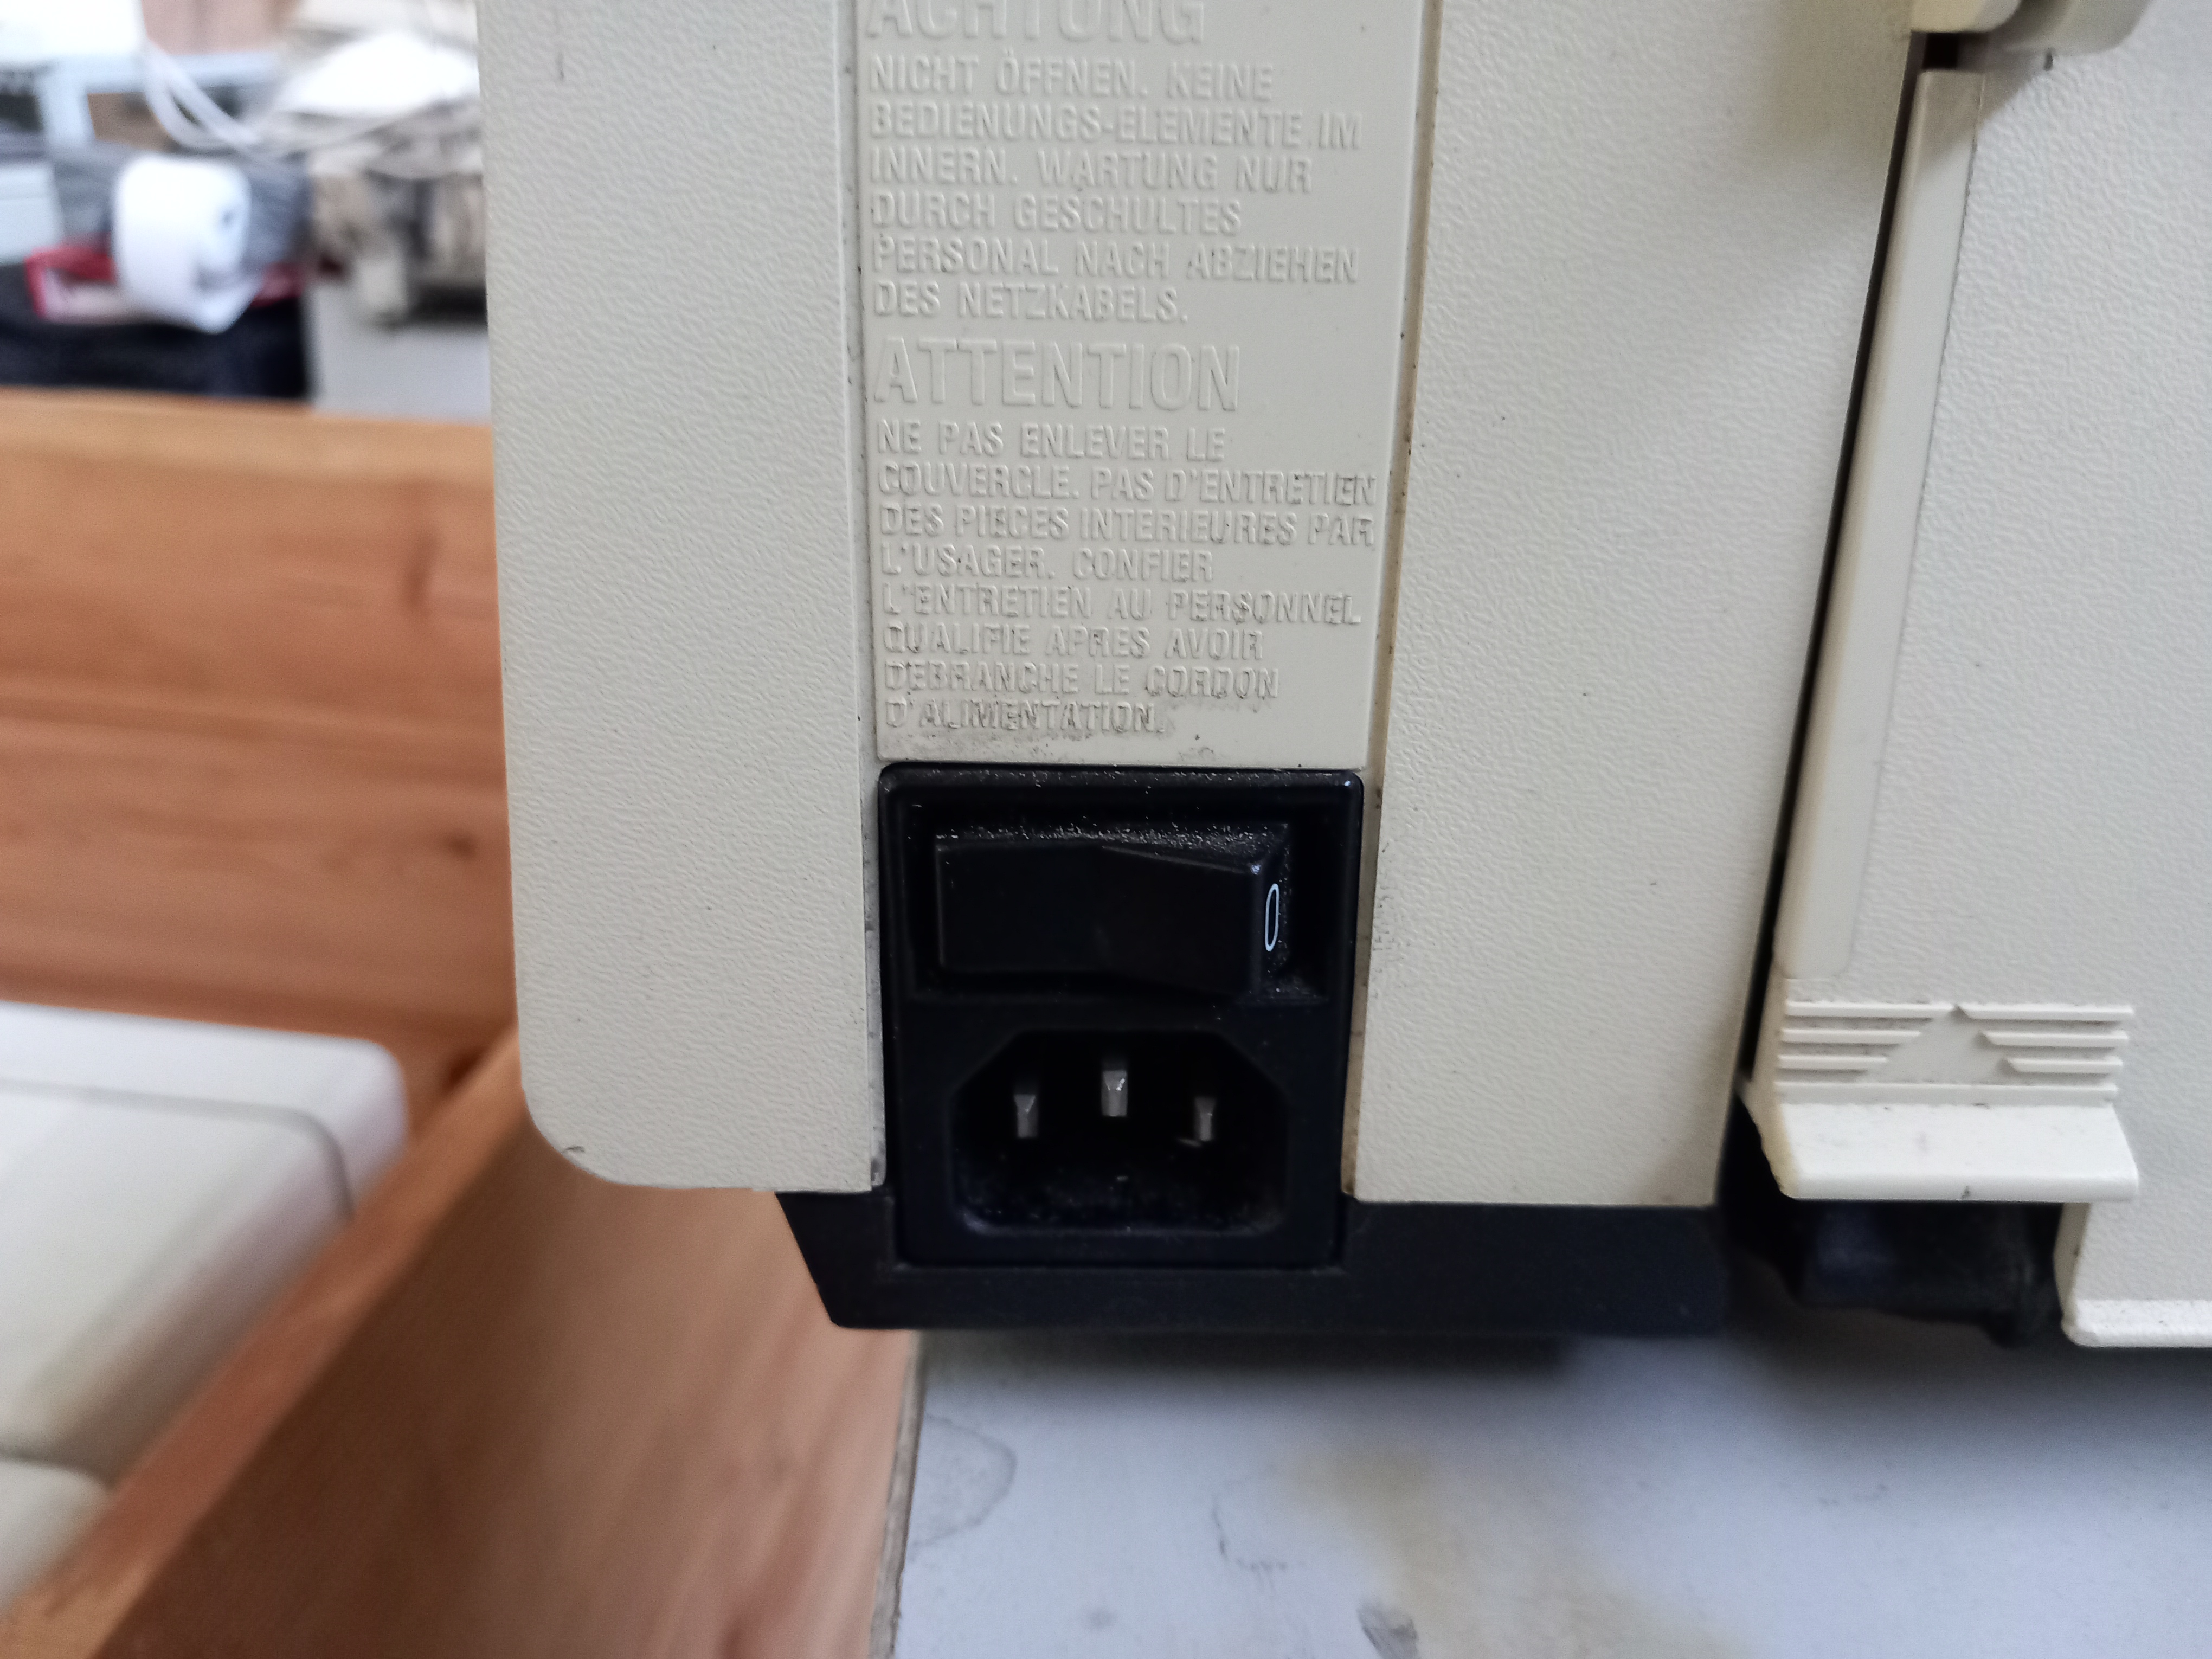 ACHTUNG
NICHT ÖFFNEN. KEINE
BEDIENUNGS-ELEMENTE IM
INNERN. WARTUNG NUR
DURCH GESCHULTES
PERSONAL NACH ABZIEHEN
DES NETZKABELS.
ATTENTION
NE PAS ENLEVER LE
COUVERCLE. PAS D'ENTRETIEN
DES PIECES INTERIEURES PAR
L'USAGER. CONFIER
L'ENTRETIEN AU PERSONNEL
QUALIFIE APRES AVOIR
DEBRANCHE LE CORDON
D'ALIMENTATION.
O